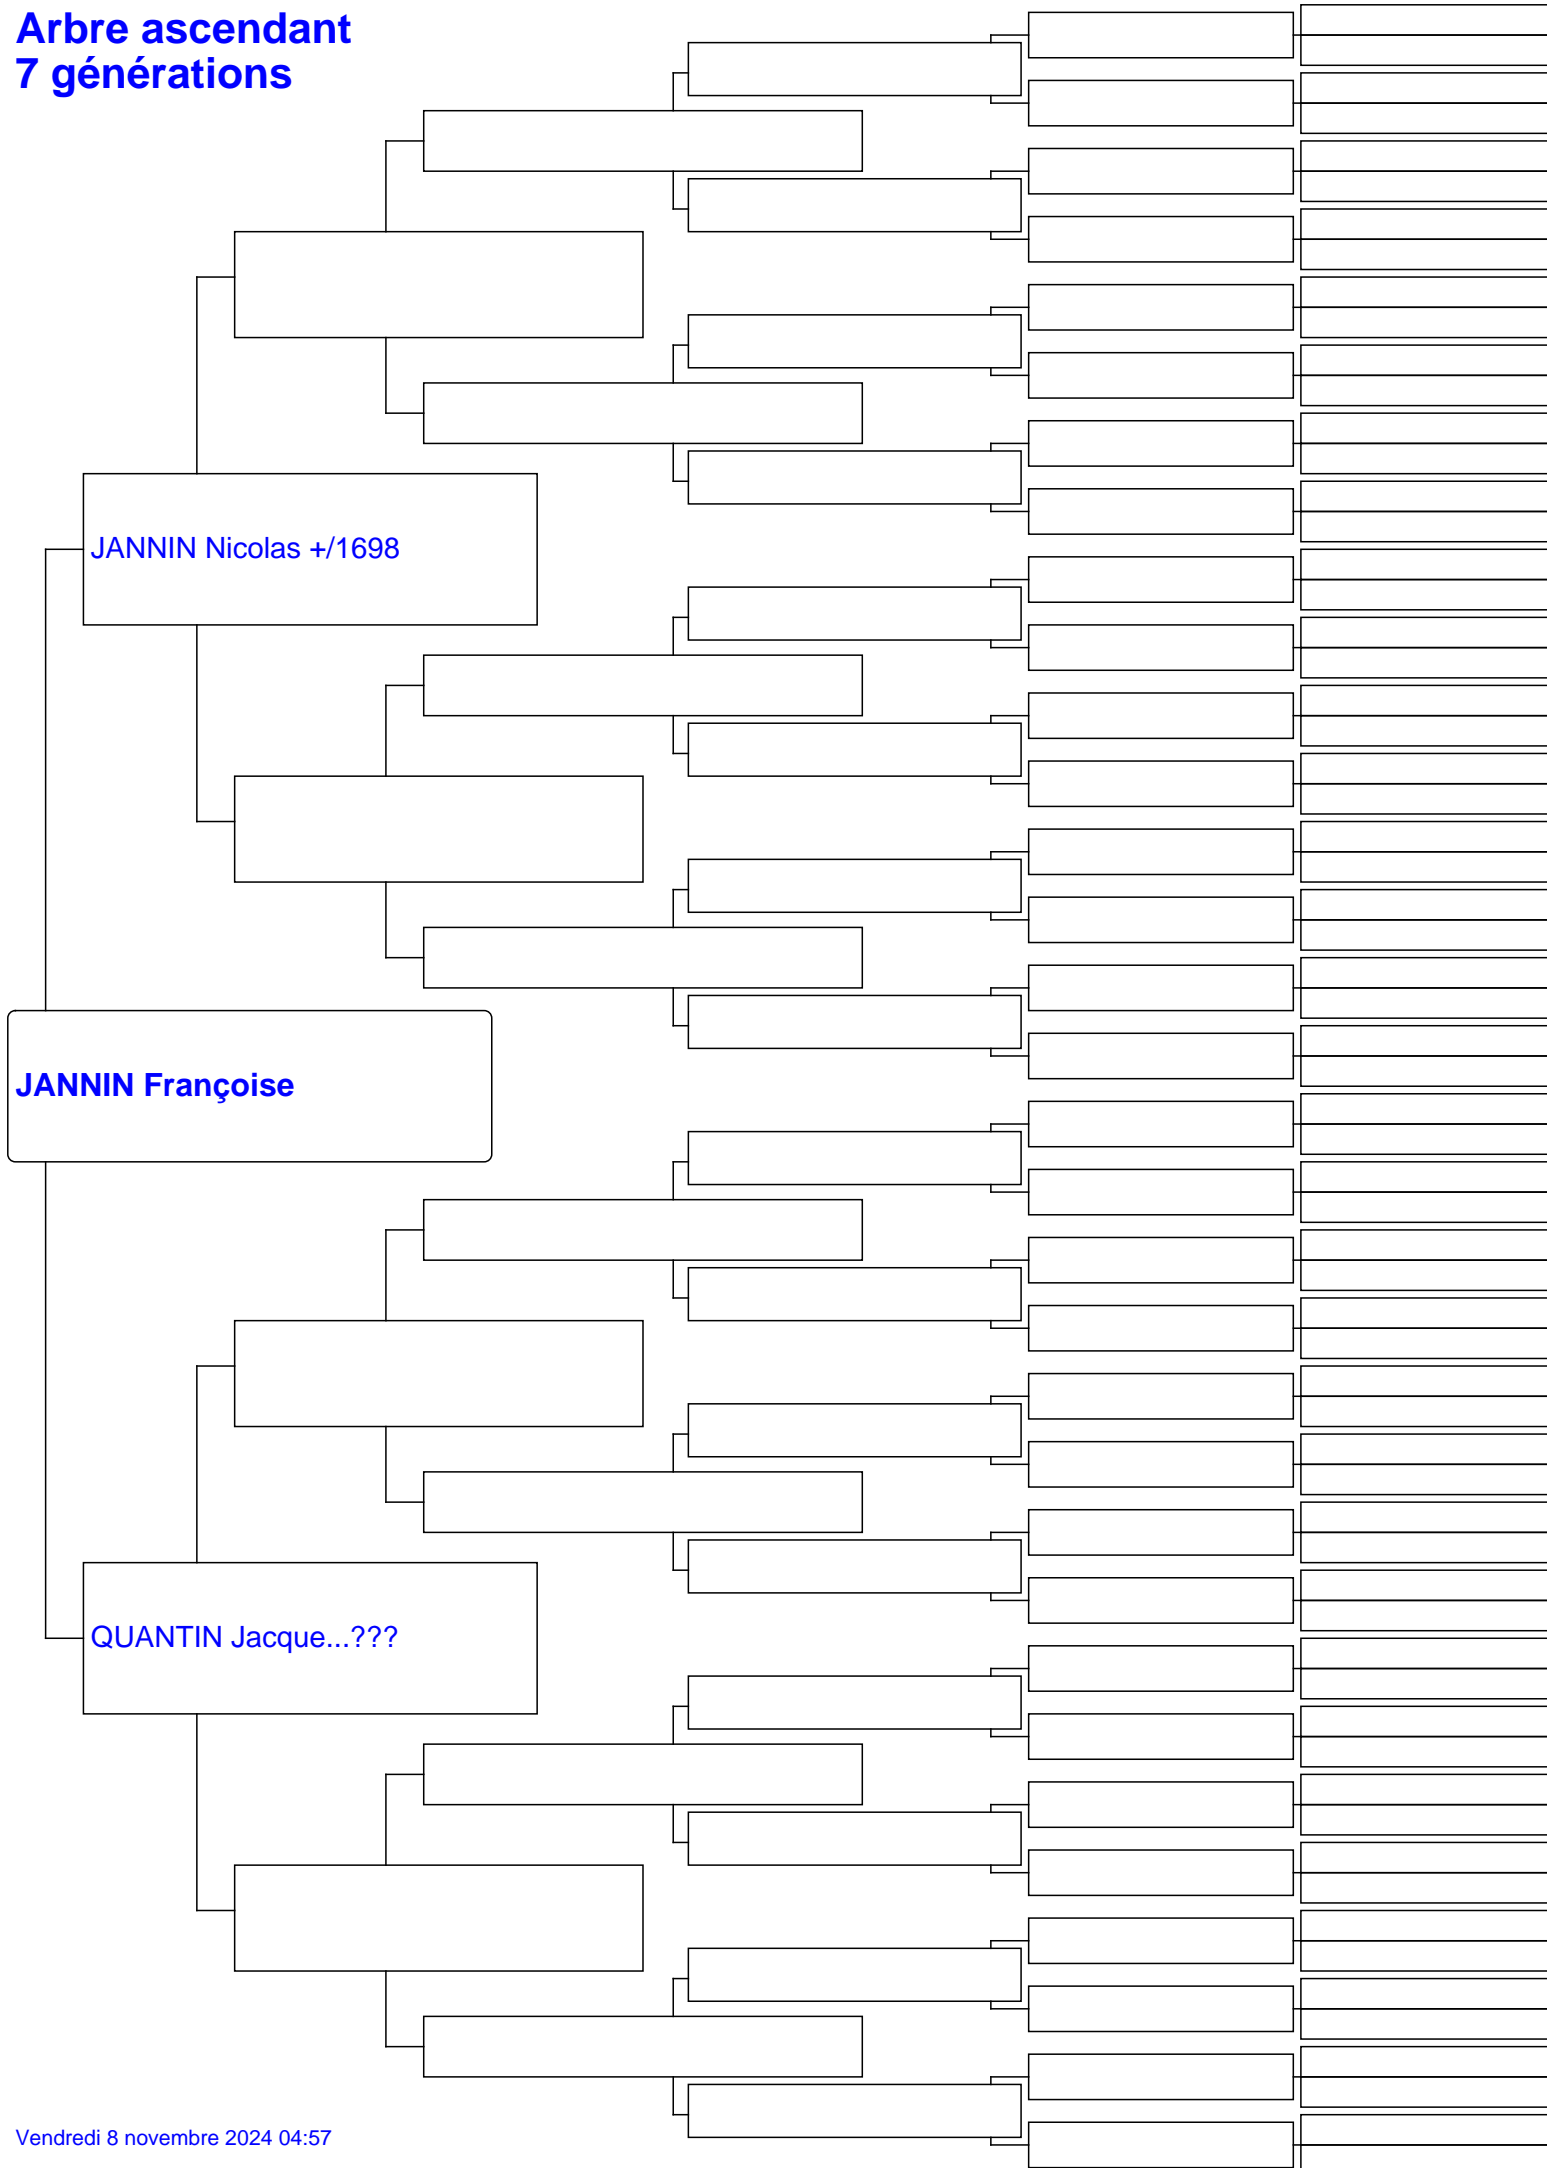 Arbre ascendant
7 générations
JANNIN Nicolas +/1698
JANNIN Françoise
QUANTIN Jacque...???
Vendredi 8 novembre 2024 04:57